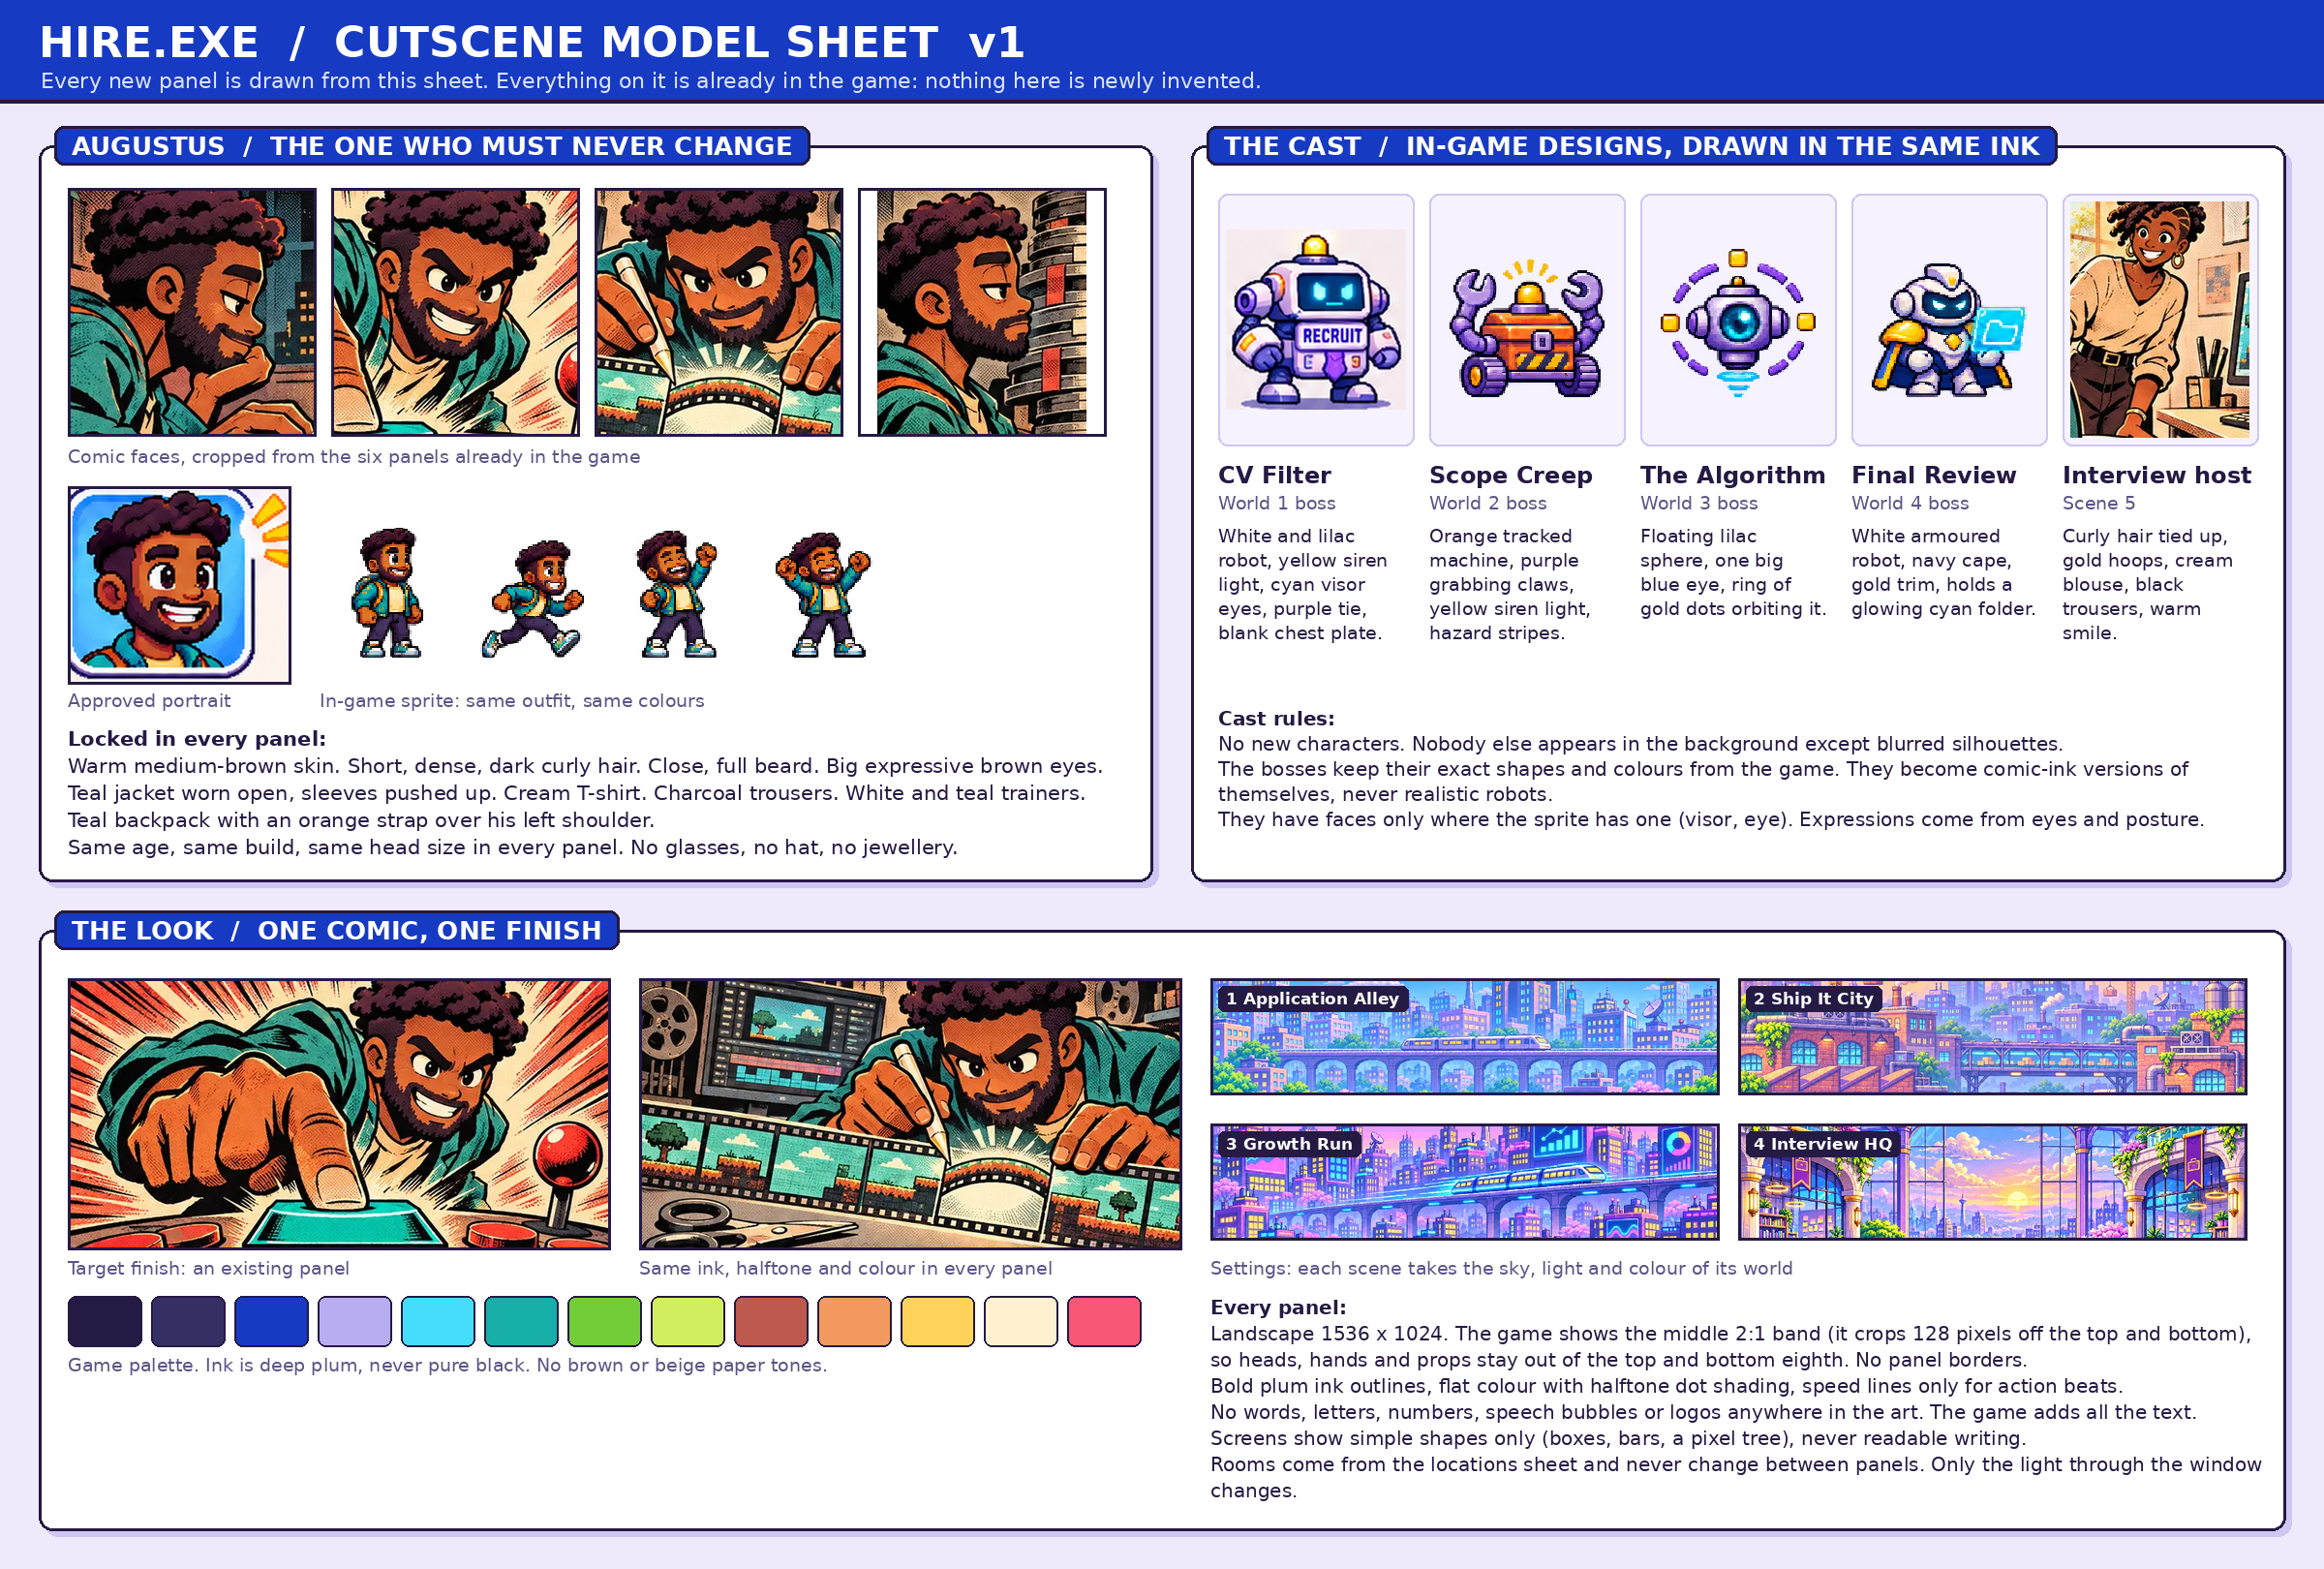 HIRE.EXE / CUTSCENE MODEL SHEET v1
Every new panel is drawn from this sheet. Everything on it is already in the game: nothing here is newly invented.
AUGUSTUS / THE ONE WHO MUST NEVER CHANGE
Comic faces, cropped from the six panels already in the game
Approved portrait
In-game sprite: same outfit, same colours
Locked in every panel:
Warm medium-brown skin. Short, dense, dark curly hair. Close, full beard. Big expressive brown eyes.
Teal jacket worn open, sleeves pushed up. Cream T-shirt. Charcoal trousers. White and teal trainers.
Teal backpack with an orange strap over his left shoulder.
Same age, same build, same head size in every panel. No glasses, no hat, no jewellery.
THE CAST / IN-GAME DESIGNS, DRAWN IN THE SAME INK
RECRUIT
CV Filter
World 1 boss
White and lilac
robot, yellow siren
light, cyan visor
eyes, purple tie,
blank chest plate.
Scope Creep
World 2 boss
Orange tracked
machine, purple
grabbing claws,
yellow siren light,
hazard stripes.
The Algorithm
World 3 boss
Floating lilac
sphere, one big
blue eye, ring of
gold dots orbiting it.
Final Review
World 4 boss
White armoured
robot, navy cape,
gold trim, holds a
glowing cyan folder.
Interview host
Scene 5
Curly hair tied up,
gold hoops, cream
blouse, black
trousers, warm
smile.
Cast rules:
No new characters. Nobody else appears in the background except blurred silhouettes.
The bosses keep their exact shapes and colours from the game. They become comic-ink versions of
themselves, never realistic robots.
They have faces only where the sprite has one (visor, eye). Expressions come from eyes and posture.
THE LOOK / ONE COMIC, ONE FINISH
Target finish: an existing panel
Same ink, halftone and colour in every panel
Game palette. Ink is deep plum, never pure black. No brown or beige paper tones.
1 Application Alley
2 Ship It City
3 Growth Run
4 Interview HQ
Settings: each scene takes the sky, light and colour of its world
Every panel:
Landscape 1536 x 1024. The game shows the middle 2:1 band (it crops 128 pixels off the top and bottom),
so heads, hands and props stay out of the top and bottom eighth. No panel borders.
Bold plum ink outlines, flat colour with halftone dot shading, speed lines only for action beats.
No words, letters, numbers, speech bubbles or logos anywhere in the art. The game adds all the text.
Screens show simple shapes only (boxes, bars, a pixel tree), never readable writing.
Rooms come from the locations sheet and never change between panels. Only the light through the window
changes.